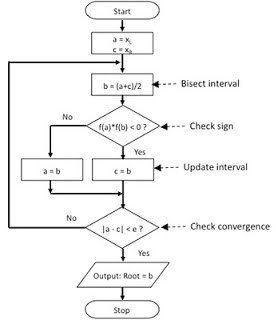 Start
a = x_L
c = x_R
b = (a+c)/2
Bisect interval
f(a)*f(b) < 0 ?
Check sign
No
Yes
a = b
c = b
Update interval
No
|a - c| < e ?
Check convergence
Yes
Output: Root = b
Stop